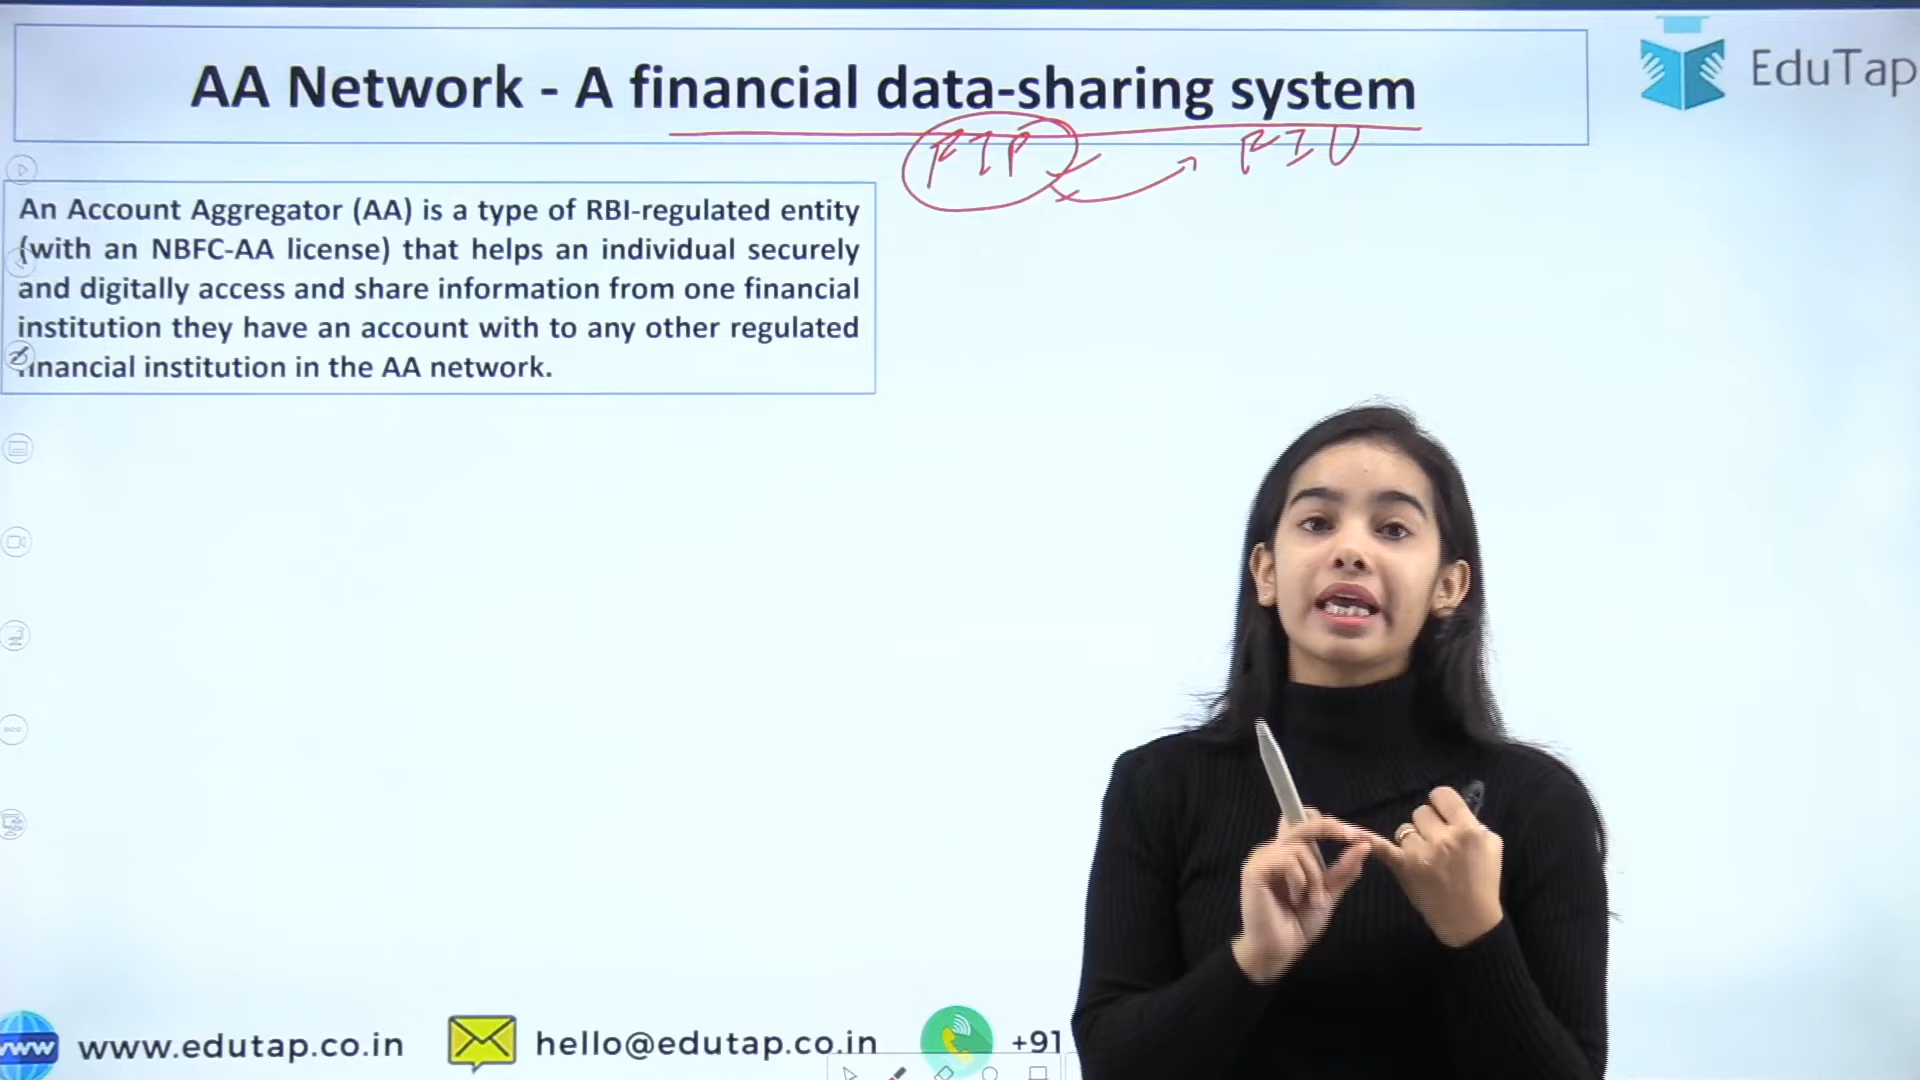 AA Network - A financial data-sharing system
EduTap
FIP
FIU
An Account Aggregator (AA) is a type of RBI-regulated entity
(with an NBFC-AA license) that helps an individual securely
and digitally access and share information from one financial
institution they have an account with to any other regulated
financial institution in the AA network.
www
www.edutap.co.in
hello@edutap.co.in
+91